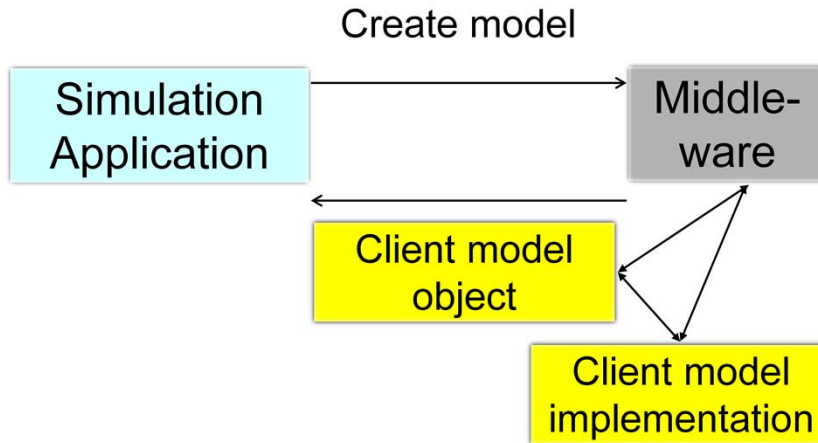 Create model
Simulation
Application
Middle-
ware
Client model
object
Client model
implementation